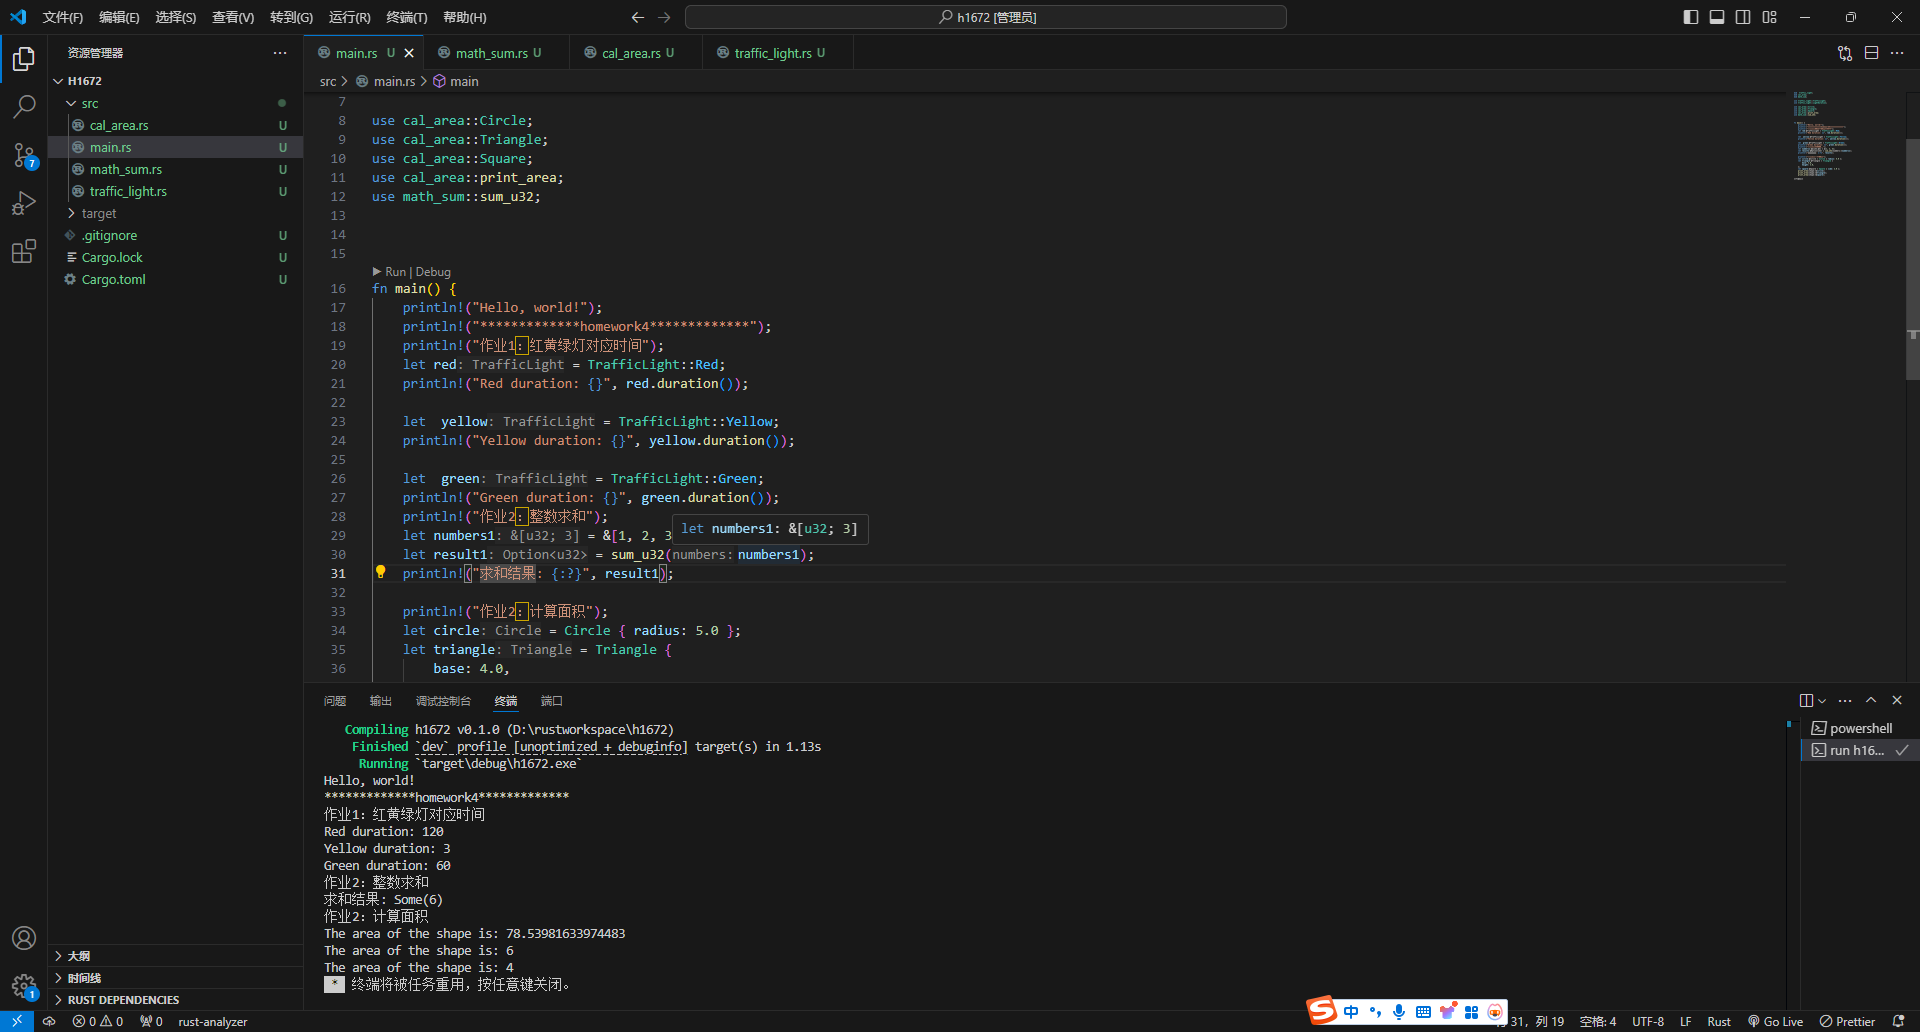 文件(F) 编辑(E) 选择(S) 查看(V) 转到(G) 运行(R) 终端(T) 帮助(H) h1672 [管理员]
资源管理器
main.rs U math_sum.rs U cal_area.rs U traffic_light.rs U
src > main.rs > main
H1672
src
cal_area.rs U
main.rs U
math_sum.rs U
traffic_light.rs U
target
.gitignore U
Cargo.lock U
Cargo.toml U
7
8 use cal_area::Circle;
9 use cal_area::Triangle;
10 use cal_area::Square;
11 use cal_area::print_area;
12 use math_sum::sum_u32;
13
14
15
Run | Debug
16 fn main() {
17 println!("Hello, world!");
18 println!("*************homework4*************");
19 println!("作业1：红黄绿灯对应时间");
20 let red: TrafficLight = TrafficLight::Red;
21 println!("Red duration: {}", red.duration());
22
23 let  yellow: TrafficLight = TrafficLight::Yellow;
24 println!("Yellow duration: {}", yellow.duration());
25
26 let  green: TrafficLight = TrafficLight::Green;
27 println!("Green duration: {}", green.duration());
28 println!("作业2：整数求和");
let numbers1: &[u32; 3]
29 let numbers1: &[u32; 3] = &[1, 2, 3
30 let result1: Option<u32> = sum_u32(numbers: numbers1);
31 println!("求和结果: {:?}", result1);
32
33 println!("作业2：计算面积");
34 let circle: Circle = Circle { radius: 5.0 };
35 let triangle: Triangle = Triangle {
36 base: 4.0,
问题 输出 调试控制台 终端 端口
Compiling h1672 v0.1.0 (D:\rustworkspace\h1672)
Finished `dev` profile [unoptimized + debuginfo] target(s) in 1.13s
Running `target\debug\h1672.exe`
Hello, world!
*************homework4*************
作业1：红黄绿灯对应时间
Red duration: 120
Yellow duration: 3
Green duration: 60
作业2：整数求和
求和结果: Some(6)
作业2：计算面积
The area of the shape is: 78.53981633974483
The area of the shape is: 6
The area of the shape is: 4
* 终端将被任务重用，按任意键关闭。
powershell
run h16...
7
1
大纲
时间线
RUST DEPENDENCIES
中
0 0 0 rust-analyzer 31，列 19 空格: 4 UTF-8 LF Rust Go Live Prettier